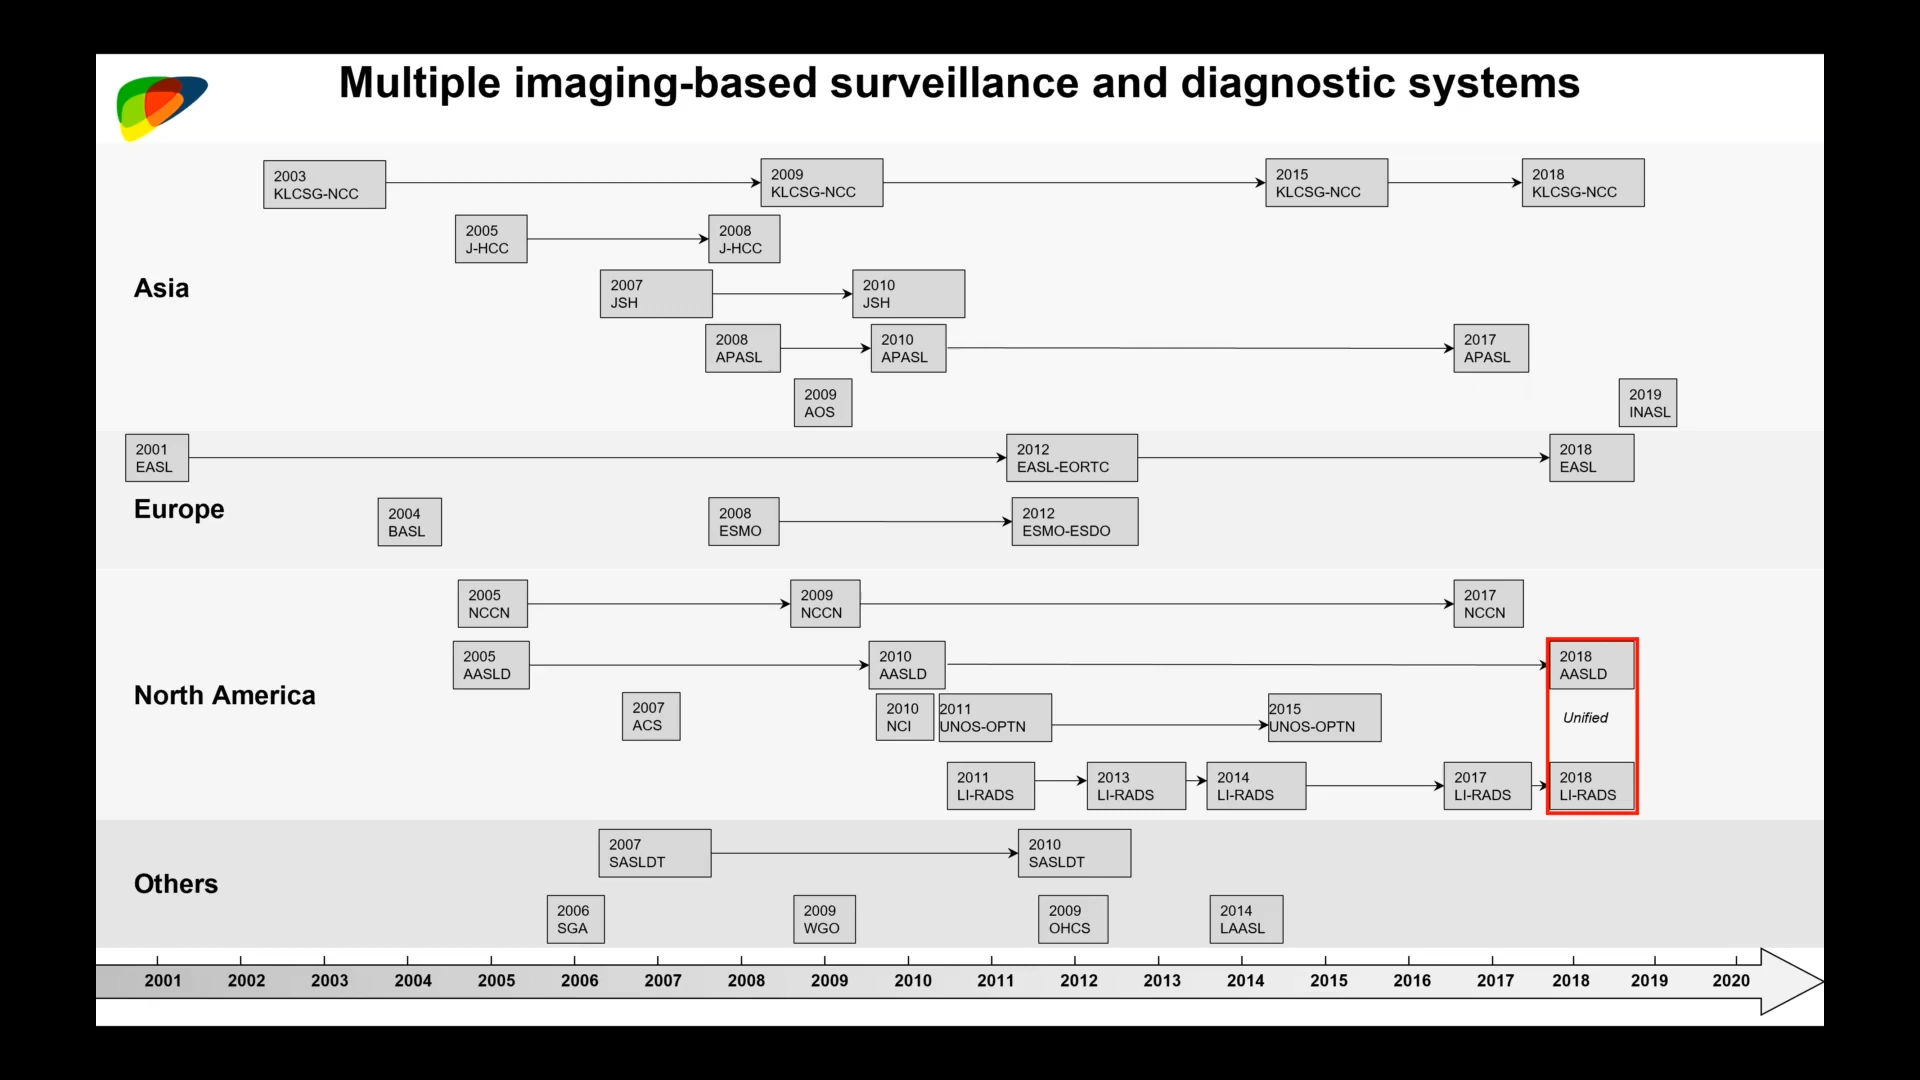 Multiple imaging-based surveillance and diagnostic systems
2003
KLCSG-NCC
2009
KLCSG-NCC
2015
KLCSG-NCC
2018
KLCSG-NCC
2005
J-HCC
2008
J-HCC
Asia
2007
JSH
2010
JSH
2008
APASL
2010
APASL
2017
APASL
2009
AOS
2019
INASL
2001
EASL
2012
EASL-EORTC
2018
EASL
Europe
2004
BASL
2008
ESMO
2012
ESMO-ESDO
2005
NCCN
2009
NCCN
2017
NCCN
2005
AASLD
2010
AASLD
2018
AASLD
North America
2007
ACS
2010
NCI
2011
UNOS-OPTN
2015
UNOS-OPTN
Unified
2011
LI-RADS
2013
LI-RADS
2014
LI-RADS
2017
LI-RADS
2018
LI-RADS
2007
SASLDT
2010
SASLDT
Others
2006
SGA
2009
WGO
2009
OHCS
2014
LAASL
2001 2002 2003 2004 2005 2006 2007 2008 2009 2010 2011 2012 2013 2014 2015 2016 2017 2018 2019 2020